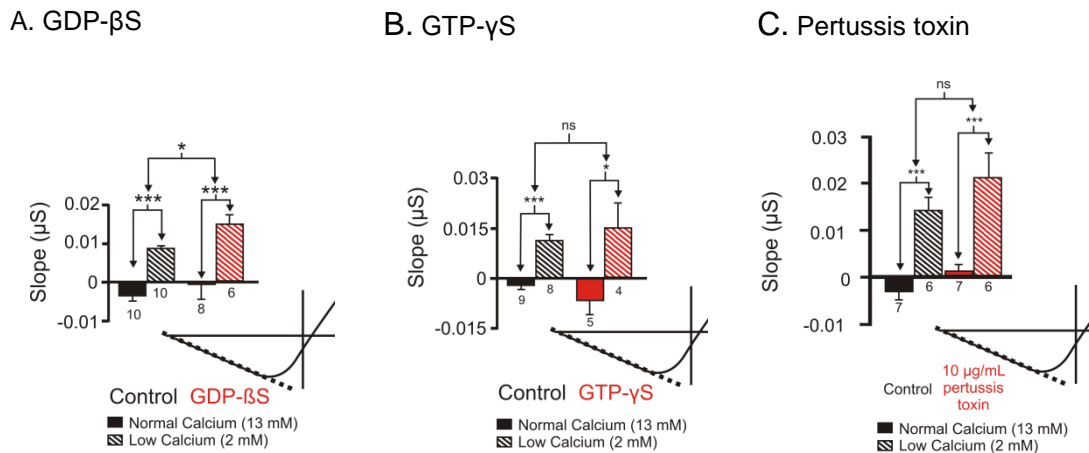 A. GDP-βS
*
***
***
Slope (µS)
0.02
0.01
0
-0.01
10
10
8
6
Control GDP-ßS
Normal Calcium (13 mM)
Low Calcium (2 mM)
B. GTP-γS
ns
***
*
Slope (µS)
0.03
0.015
0
-0.015
9
8
5
4
Control GTP-γS
Normal Calcium (13 mM)
Low Calcium (2 mM)
C. Pertussis toxin
ns
***
***
Slope (µS)
0.03
0.02
0.01
0
-0.01
7
6
7
6
Control
10 µg/mL
pertussis
toxin
Normal Calcium (13 mM)
Low Calcium (2 mM)